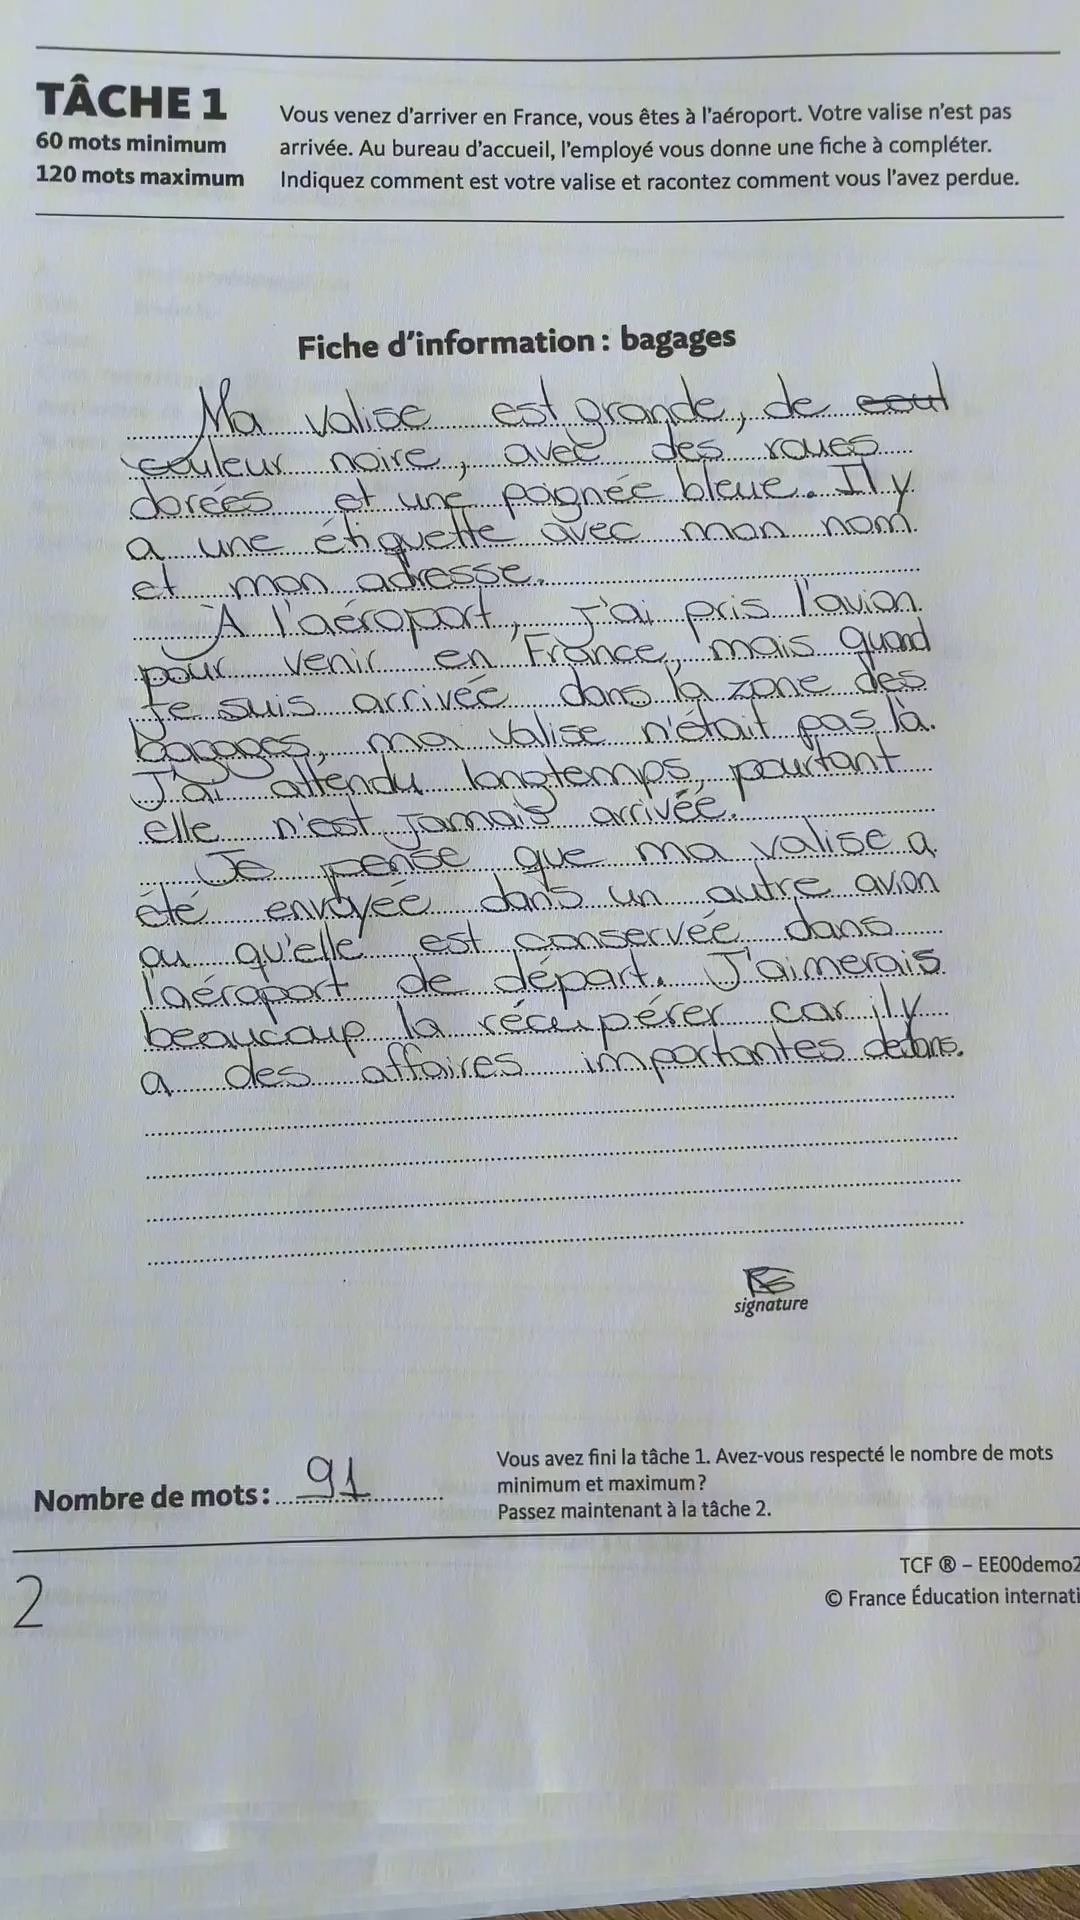 TÂCHE 1
60 mots minimum
120 mots maximum
Vous venez d'arriver en France, vous êtes à l'aéroport. Votre valise n'est pas
arrivée. Au bureau d'accueil, l'employé vous donne une fiche à compléter.
Indiquez comment est votre valise et racontez comment vous l'avez perdue.
Fiche d'information : bagages
Ma valise est grande, de coul
couleur noire, avec des roues
dorées et une poignée bleue. Il y
a une étiquette avec mon nom
et mon adresse.
À l'aéroport, j'ai pris l'avion
pour venir en France, mais quand
je suis arrivée dans la zone des
bagages, ma valise n'était pas là.
J'ai attendu longtemps, pourtant
elle n'est jamais arrivée.
Je pense que ma valise a
été envoyée dans un autre avion
ou qu'elle est conservée dans
l'aéroport de départ. J'aimerais
beaucoup la récupérer car il y
a des affaires importantes dedans.
RS
signature
Nombre de mots : 91
Vous avez fini la tâche 1. Avez-vous respecté le nombre de mots
minimum et maximum ?
Passez maintenant à la tâche 2.
2
TCF ® – EE00demo2
© France Éducation internati